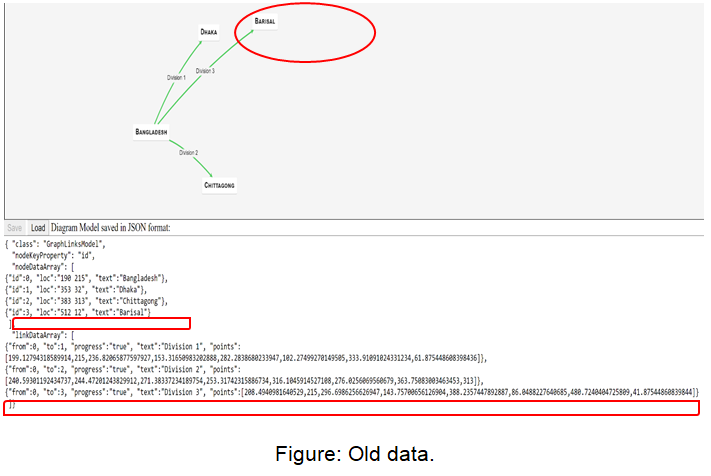 BARISAL
DHAKA
Division 1
Division 3
BANGLADESH
Division 2
CHITTAGONG
Save Load Diagram Model saved in JSON format:
{ "class": "GraphLinksModel",
"nodeKeyProperty": "id",
"nodeDataArray": [
{"id":0, "loc":"190 215", "text":"Bangladesh"},
{"id":1, "loc":"353 32", "text":"Dhaka"},
{"id":2, "loc":"383 313", "text":"Chittagong"},
{"id":3, "loc":"512 12", "text":"Barisal"}
],
"linkDataArray": [
{"from":0, "to":1, "progress":"true", "text":"Division 1", "points":
[199.12794318589914,215,236.82065877597927,153.31650983202888,282.2838680233947,102.27499270149505,333.91091024331234,61.875448608398436]},
{"from":0, "to":2, "progress":"true", "text":"Division 2", "points":
[240.59301192434737,244.47201243829912,271.38337234189754,253.31742315886734,316.1045914527108,276.0256069560679,363.75083003463453,313]},
{"from":0, "to":3, "progress":"true", "text":"Division 3", "points":[208.4940981640529,215,296.6986256626947,143.75700656126904,388.2357447892887,86.0488227640685,480.7240404725809,41.87544860839844]}
]}
Figure: Old data.